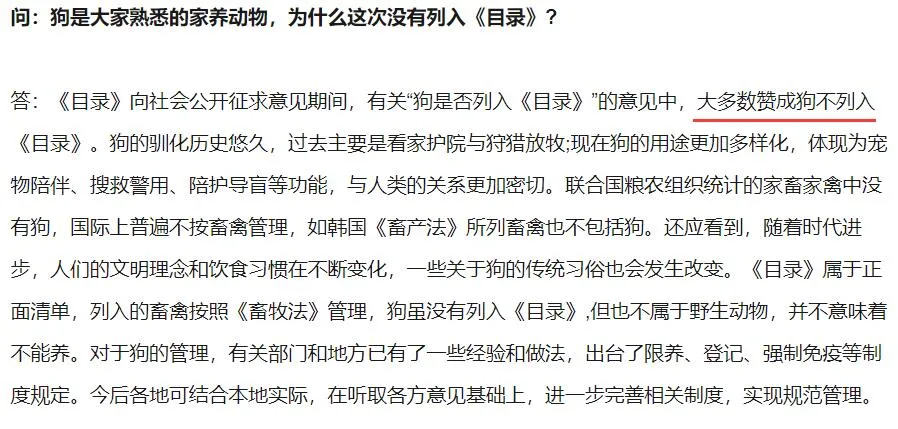 问：狗是大家熟悉的家养动物，为什么这次没有列入《目录》？
答：《目录》向社会公开征求意见期间，有关“狗是否列入《目录》”的意见中，大多数赞成狗不列入
《目录》。狗的驯化历史悠久，过去主要是看家护院与狩猎放牧;现在狗的用途更加多样化，体现为宠
物陪伴、搜救警用、陪护导盲等功能，与人类的关系更加密切。联合国粮农组织统计的家畜家禽中没
有狗，国际上普遍不按畜禽管理，如韩国《畜产法》所列畜禽也不包括狗。还应看到，随着时代进
步，人们的文明理念和饮食习惯在不断变化，一些关于狗的传统习俗也会发生改变。《目录》属于正
面清单，列入的畜禽按照《畜牧法》管理，狗虽没有列入《目录》,但也不属于野生动物，并不意味着
不能养。对于狗的管理，有关部门和地方已有了一些经验和做法，出台了限养、登记、强制免疫等制
度规定。今后各地可结合本地实际，在听取各方意见基础上，进一步完善相关制度，实现规范管理。